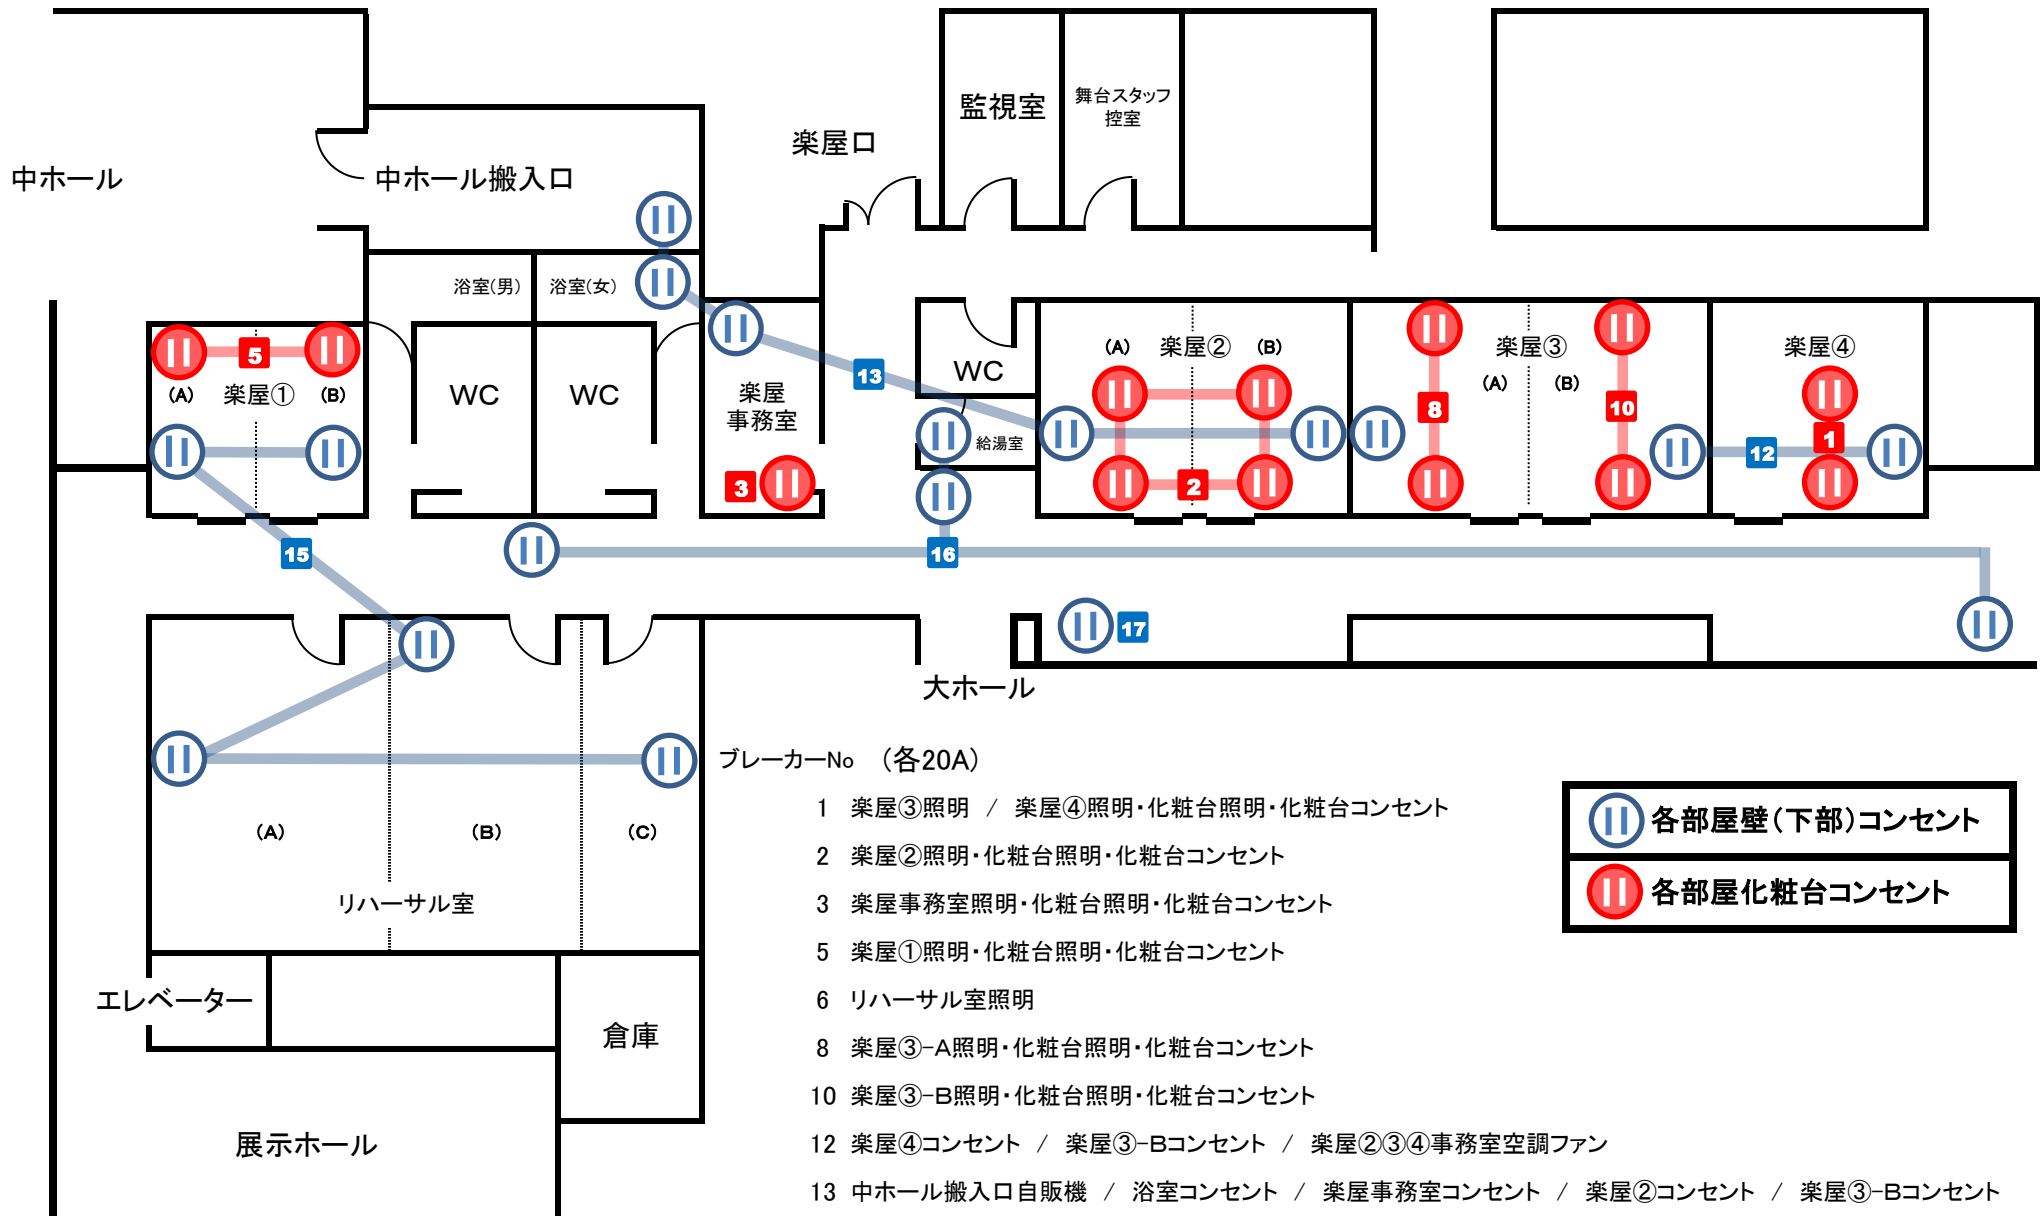 中ホール
中ホール搬入口
楽屋口
監視室
舞台スタッフ
控室
浴室(男)
浴室(女)
5
(A)
楽屋①
(B)
WC
WC
楽屋
事務室
3
13
WC
給湯室
(A)
楽屋②
(B)
2
楽屋③
(A)
(B)
8
10
楽屋④
1
12
15
16
17
大ホール
(A)
(B)
(C)
リハーサル室
エレベーター
倉庫
展示ホール
ブレーカーNo (各20A)
1 楽屋③照明 / 楽屋④照明・化粧台照明・化粧台コンセント
2 楽屋②照明・化粧台照明・化粧台コンセント
3 楽屋事務室照明・化粧台照明・化粧台コンセント
5 楽屋①照明・化粧台照明・化粧台コンセント
6 リハーサル室照明
8 楽屋③-A照明・化粧台照明・化粧台コンセント
10 楽屋③-B照明・化粧台照明・化粧台コンセント
12 楽屋④コンセント / 楽屋③-Bコンセント / 楽屋②③④事務室空調ファン
13 中ホール搬入口自販機 / 浴室コンセント / 楽屋事務室コンセント / 楽屋②コンセント / 楽屋③-Bコンセント
各部屋壁(下部)コンセント
各部屋化粧台コンセント